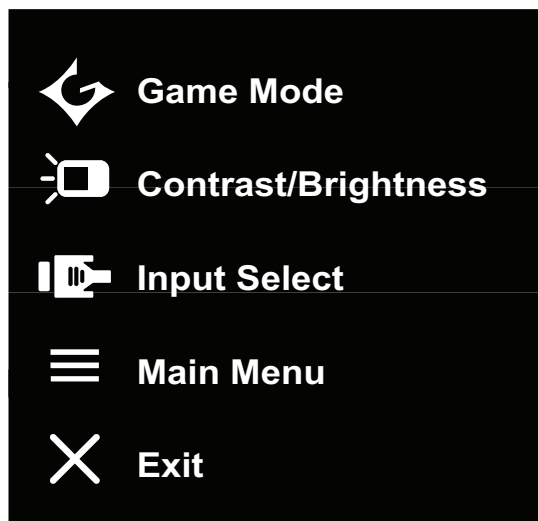 Game Mode
Contrast/Brightness
Input Select
Main Menu
Exit